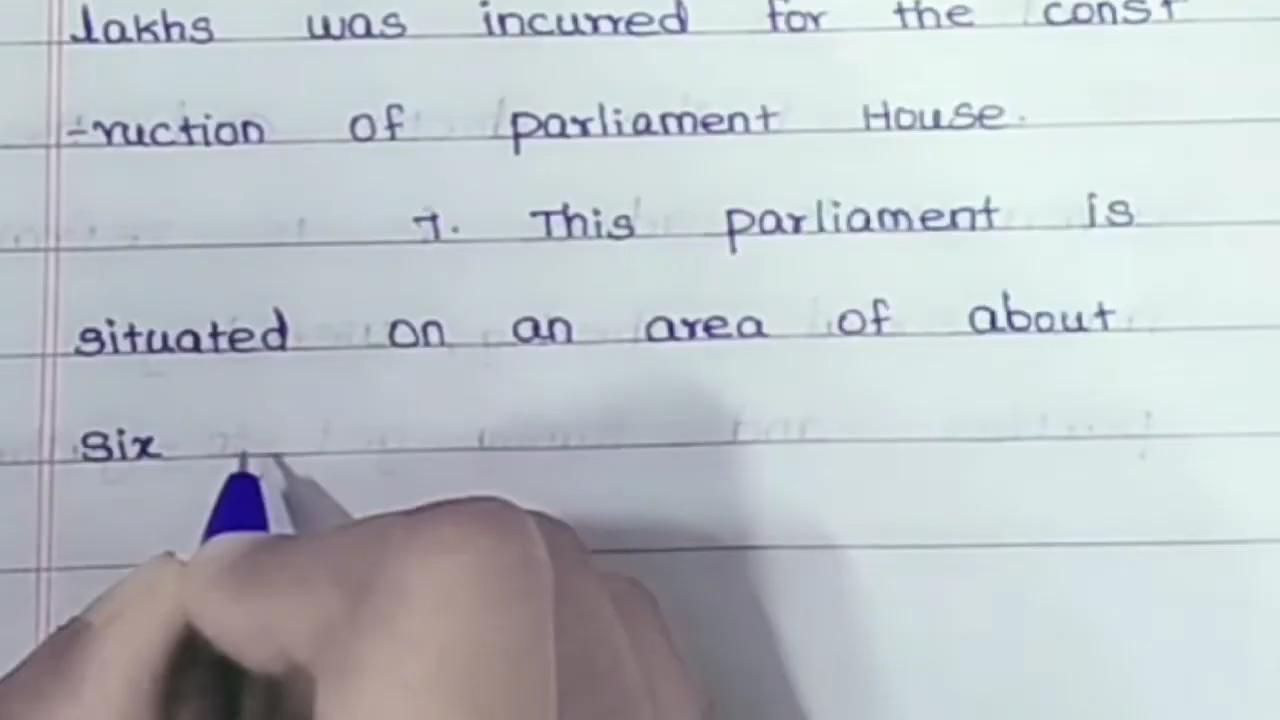 lakhs was incurred for the const
-ruction of parliament House.
7. This parliament is
situated on an area of about
six